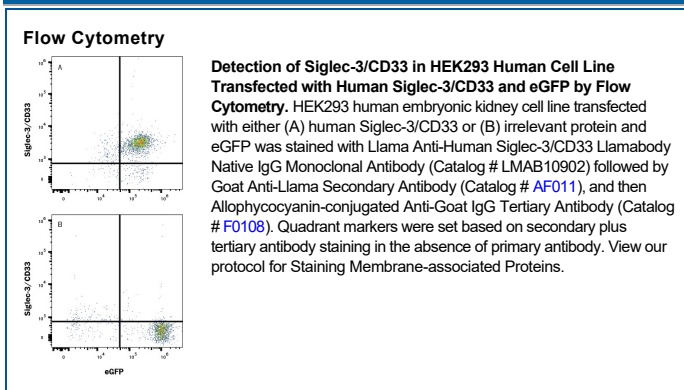 Flow Cytometry
A
Siglec-3/CD33
B
Siglec-3/CD33
eGFP
Detection of Siglec-3/CD33 in HEK293 Human Cell Line
Transfected with Human Siglec-3/CD33 and eGFP by Flow
Cytometry. HEK293 human embryonic kidney cell line transfected
with either (A) human Siglec-3/CD33 or (B) irrelevant protein and
eGFP was stained with Llama Anti-Human Siglec-3/CD33 Llamabody
Native IgG Monoclonal Antibody (Catalog # LMAB10902) followed by
Goat Anti-Llama Secondary Antibody (Catalog # AF011), and then
Allophycocyanin-conjugated Anti-Goat IgG Tertiary Antibody (Catalog
# F0108). Quadrant markers were set based on secondary plus
tertiary antibody staining in the absence of primary antibody. View our
protocol for Staining Membrane-associated Proteins.